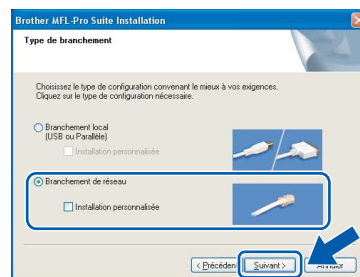 Brother MFL-Pro Suite Installation
Type de branchement
Choisissez le type de configuration convenant le mieux à vos exigences.
Cliquez sur le type de configuration nécessaire.
Branchement local
(USB ou Parallèle)
Installation personnalisée
Branchement de réseau
Installation personnalisée
< Précéden
Suivant >